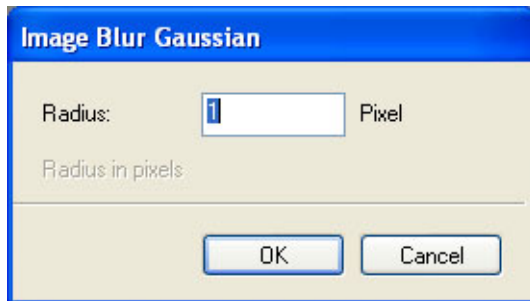 Image Blur Gaussian
Radius: 1 Pixel
Radius in pixels
OK Cancel